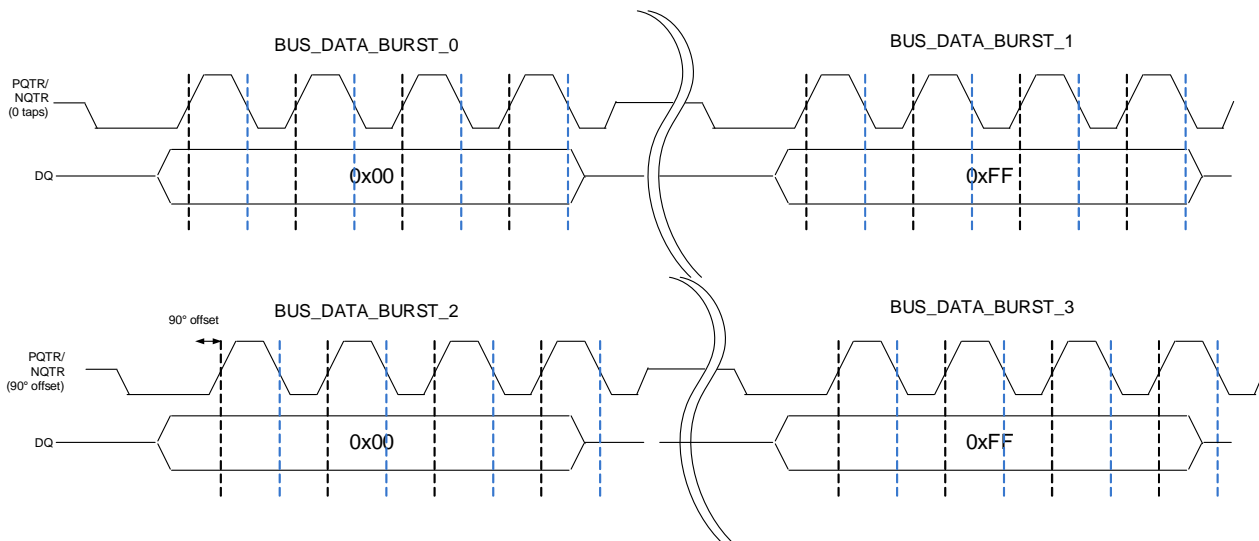 BUS_DATA_BURST_0
BUS_DATA_BURST_1
PQTR/
NQTR
(0 taps)
DQ
0x00
0xFF
BUS_DATA_BURST_2
BUS_DATA_BURST_3
90° offset
PQTR/
NQTR
(90° offset)
DQ
0x00
0xFF